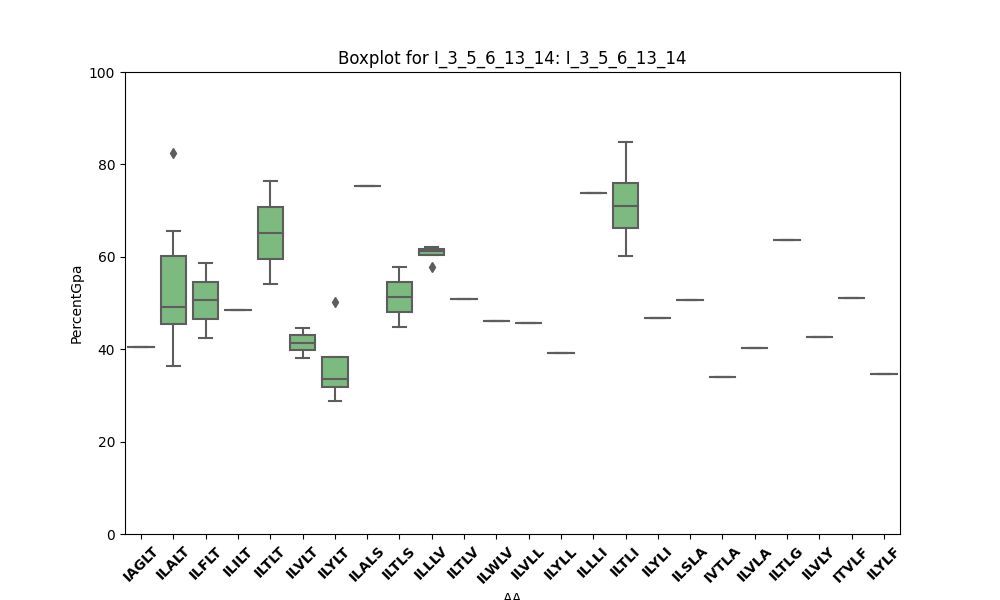 Boxplot for I_3_5_6_13_14: I_3_5_6_13_14
100
80
60
40
20
0
PercentGpa
IAGLT ILALT ILFLT ILILT ILTLT ILVLT ILYLT ILALS ILTLS ILLLV ILTLV ILWLV ILVLL ILYLL ILLLI ILTLI ILYLI ILSLA IVTLA ILVLA ILTLG ILVLY ITVLF ILYLF
AA